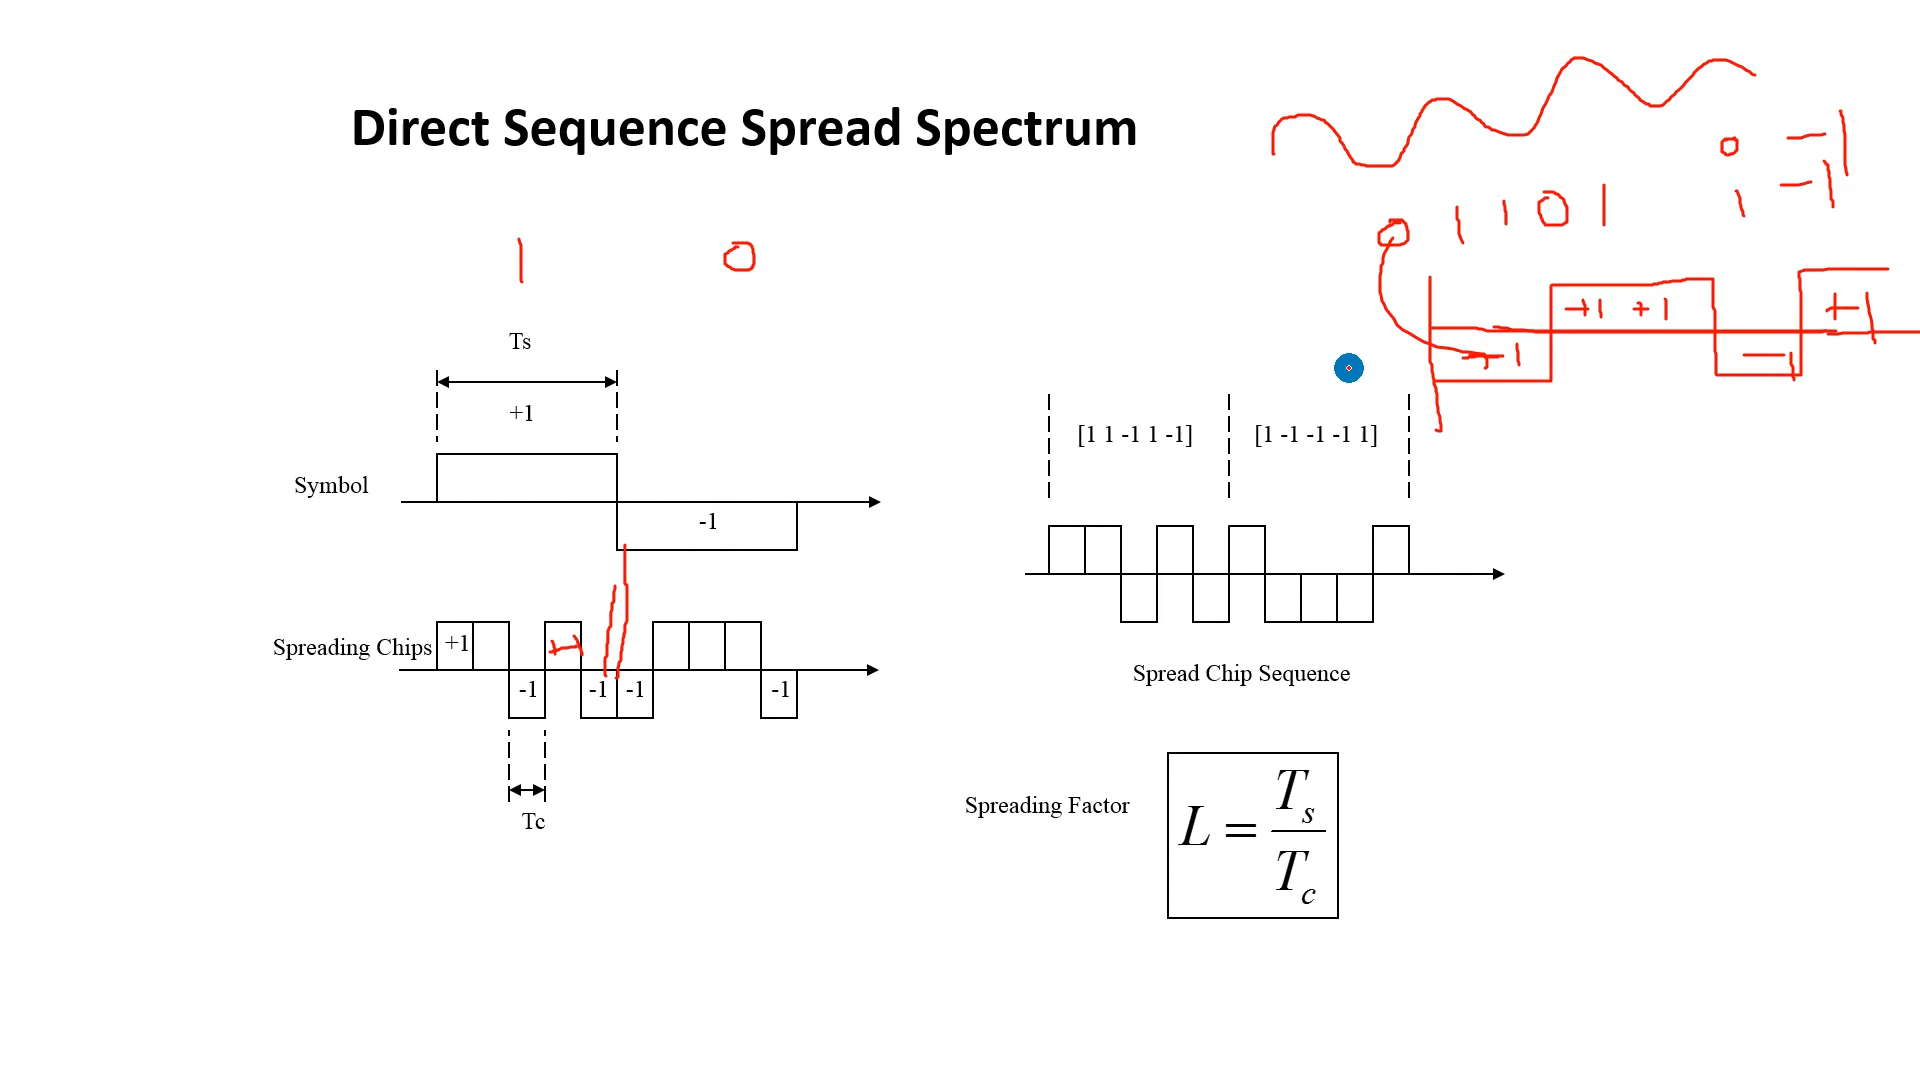 Direct Sequence Spread Spectrum
0 -1
1 -1
0 1 1 0 1
1 0
+1 +1
+1
-1
Ts
+1
[1 1 -1 1 -1] [1 -1 -1 -1 1]
Symbol
-1
Spreading Chips +1
-1 -1 -1 -1
Spread Chip Sequence
Tc
Spreading Factor
L = Ts / Tc